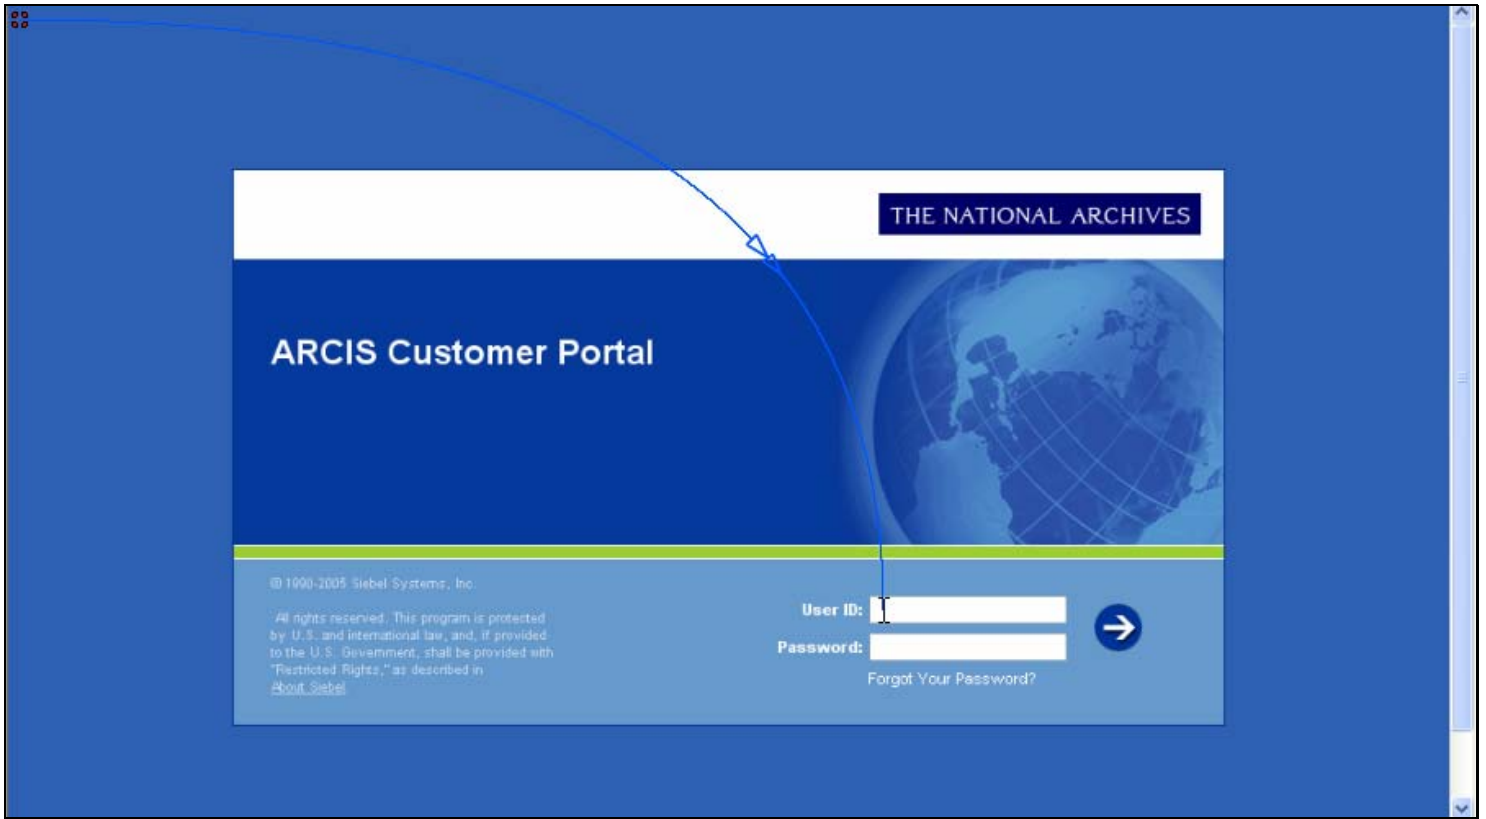 THE NATIONAL ARCHIVES
ARCIS Customer Portal
© 1990-2005 Siebel Systems, Inc.
All rights reserved. This program is protected
by U.S. and international law, and, if provided
to the U.S. Government, shall be provided with
"Restricted Rights," as described in
About Siebel
User ID:
Password:
Forgot Your Password?